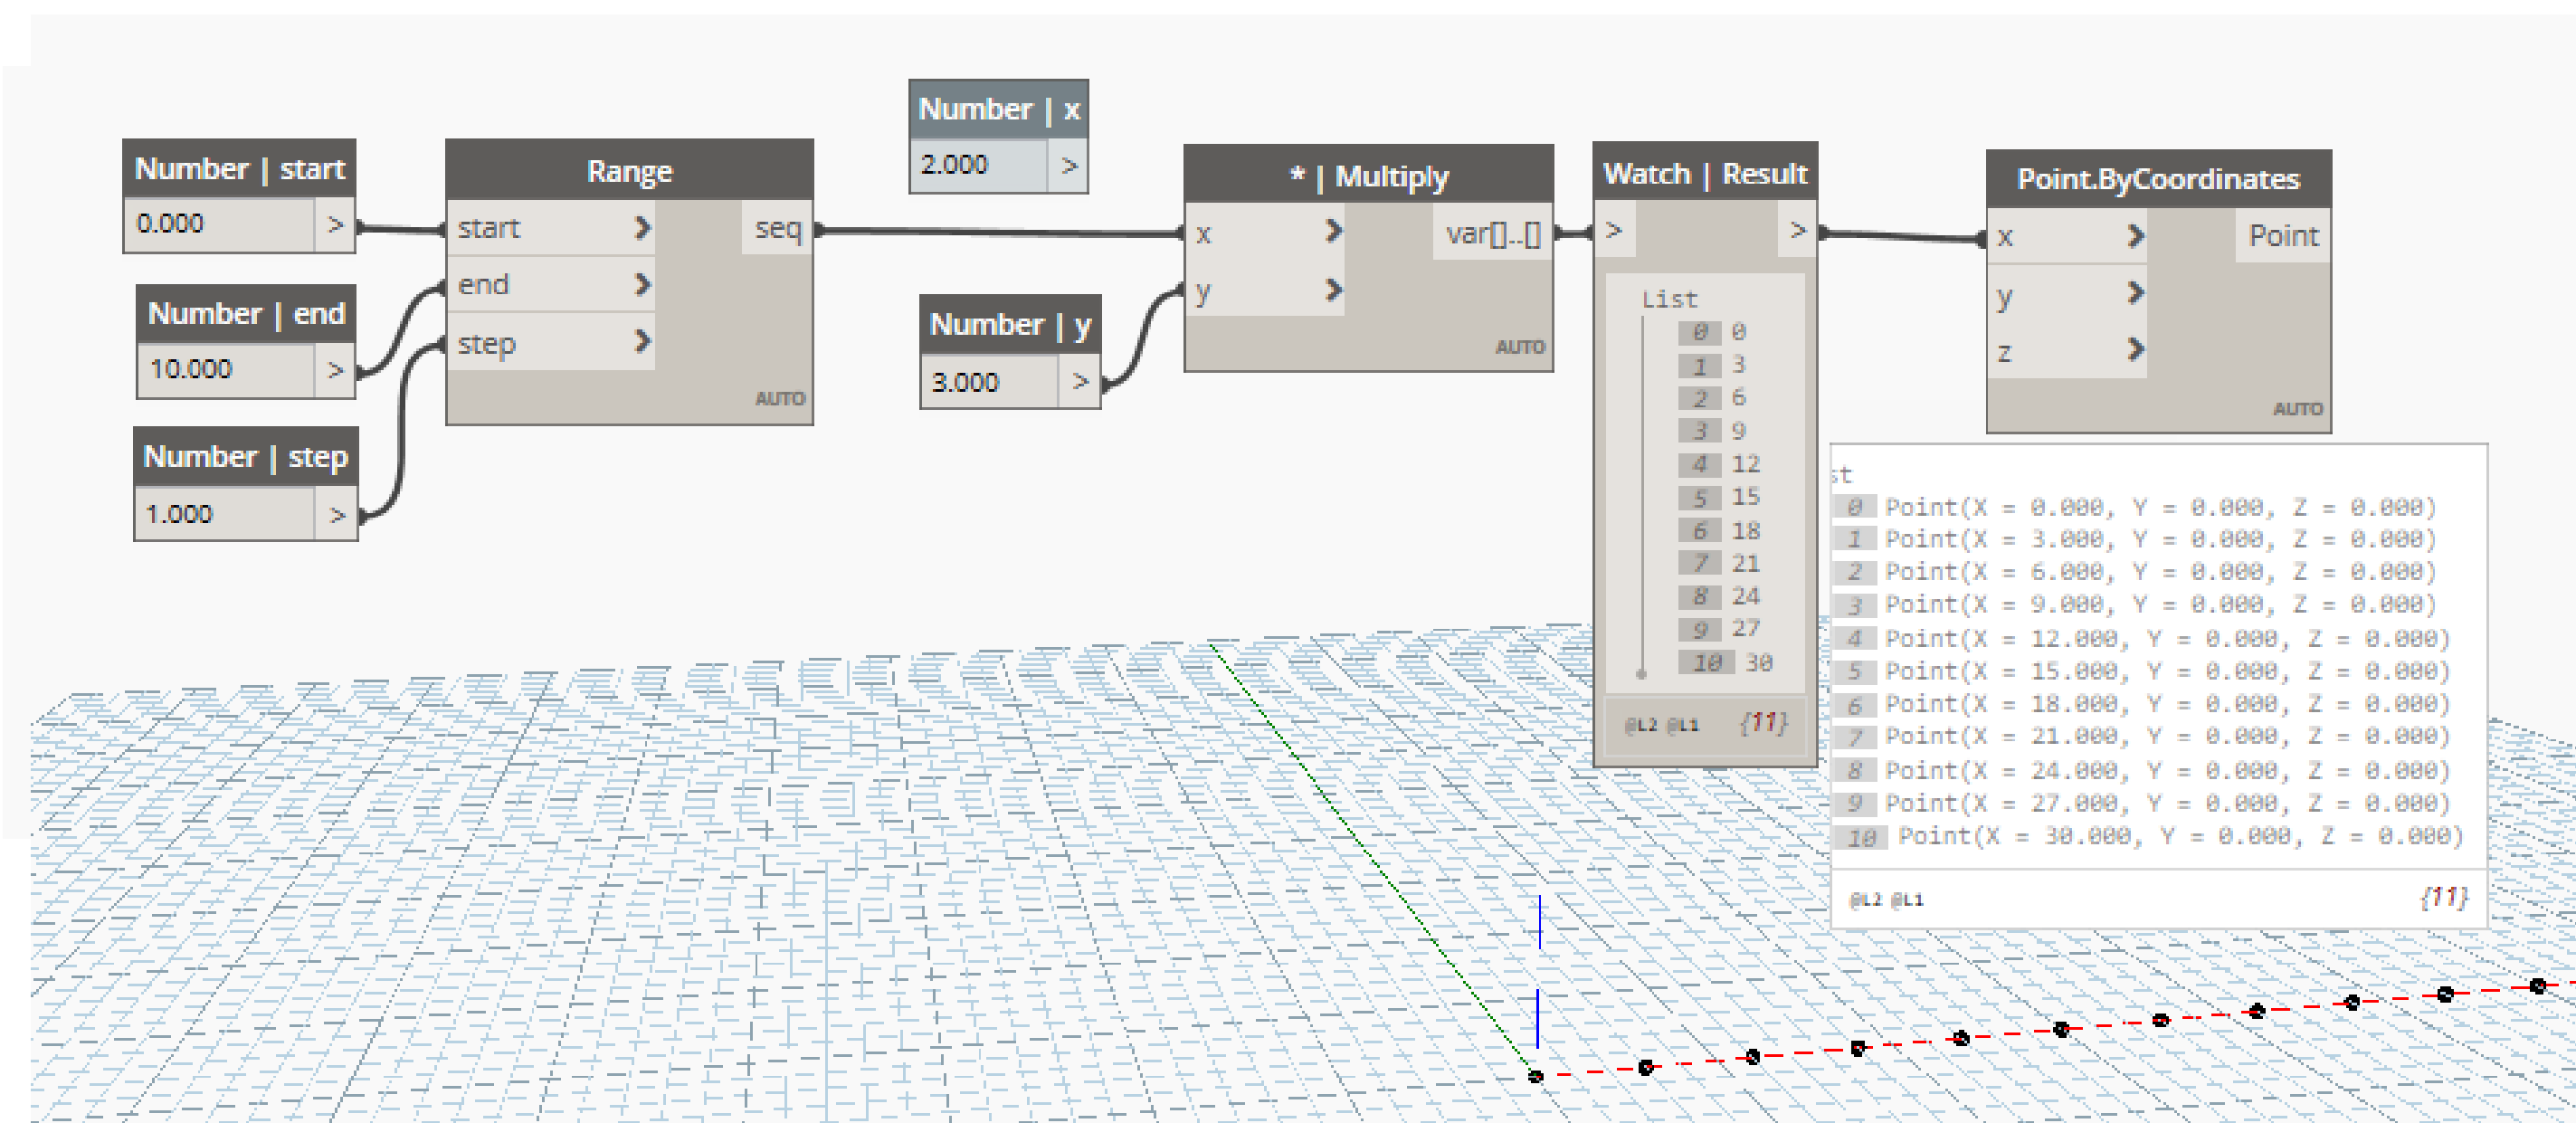 Number | start
0.000 >
Number | end
10.000 >
Number | step
1.000 >
Range
start > seq
end >
step >
AUTO
Number | x
2.000 >
Number | y
3.000 >
* | Multiply
x > var[]..[]
y >
AUTO
Watch | Result
> >
List
0 0
1 3
2 6
3 9
4 12
5 15
6 18
7 21
8 24
9 27
10 30
@L2 @L1 {11}
Point.ByCoordinates
x > Point
y >
z >
AUTO
st
0 Point(X = 0.000, Y = 0.000, Z = 0.000)
1 Point(X = 3.000, Y = 0.000, Z = 0.000)
2 Point(X = 6.000, Y = 0.000, Z = 0.000)
3 Point(X = 9.000, Y = 0.000, Z = 0.000)
4 Point(X = 12.000, Y = 0.000, Z = 0.000)
5 Point(X = 15.000, Y = 0.000, Z = 0.000)
6 Point(X = 18.000, Y = 0.000, Z = 0.000)
7 Point(X = 21.000, Y = 0.000, Z = 0.000)
8 Point(X = 24.000, Y = 0.000, Z = 0.000)
9 Point(X = 27.000, Y = 0.000, Z = 0.000)
10 Point(X = 30.000, Y = 0.000, Z = 0.000)
@L2 @L1 {11}